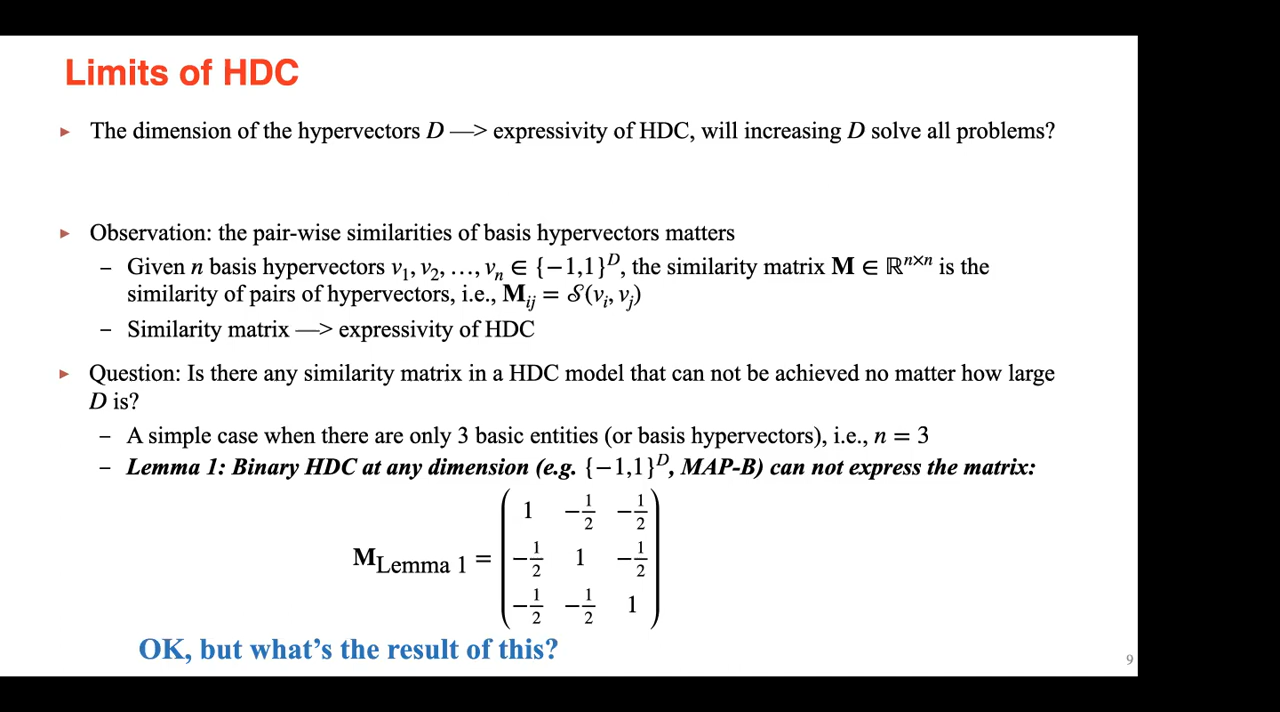 Limits of HDC
▸ The dimension of the hypervectors D —> expressivity of HDC, will increasing D solve all problems?
▸ Observation: the pair-wise similarities of basis hypervectors matters
– Given n basis hypervectors v₁, v₂, …, vₙ ∈ {−1,1}ᴰ, the similarity matrix M ∈ ℝⁿˣⁿ is the
similarity of pairs of hypervectors, i.e., Mᵢⱼ = 𝒮(vᵢ, vⱼ)
– Similarity matrix —> expressivity of HDC
▸ Question: Is there any similarity matrix in a HDC model that can not be achieved no matter how large
D is?
– A simple case when there are only 3 basic entities (or basis hypervectors), i.e., n = 3
– Lemma 1: Binary HDC at any dimension (e.g. {−1,1}ᴰ, MAP-B) can not express the matrix:
1 −1/2 −1/2
M_Lemma 1 = −1/2 1 −1/2
−1/2 −1/2 1
OK, but what’s the result of this?
9